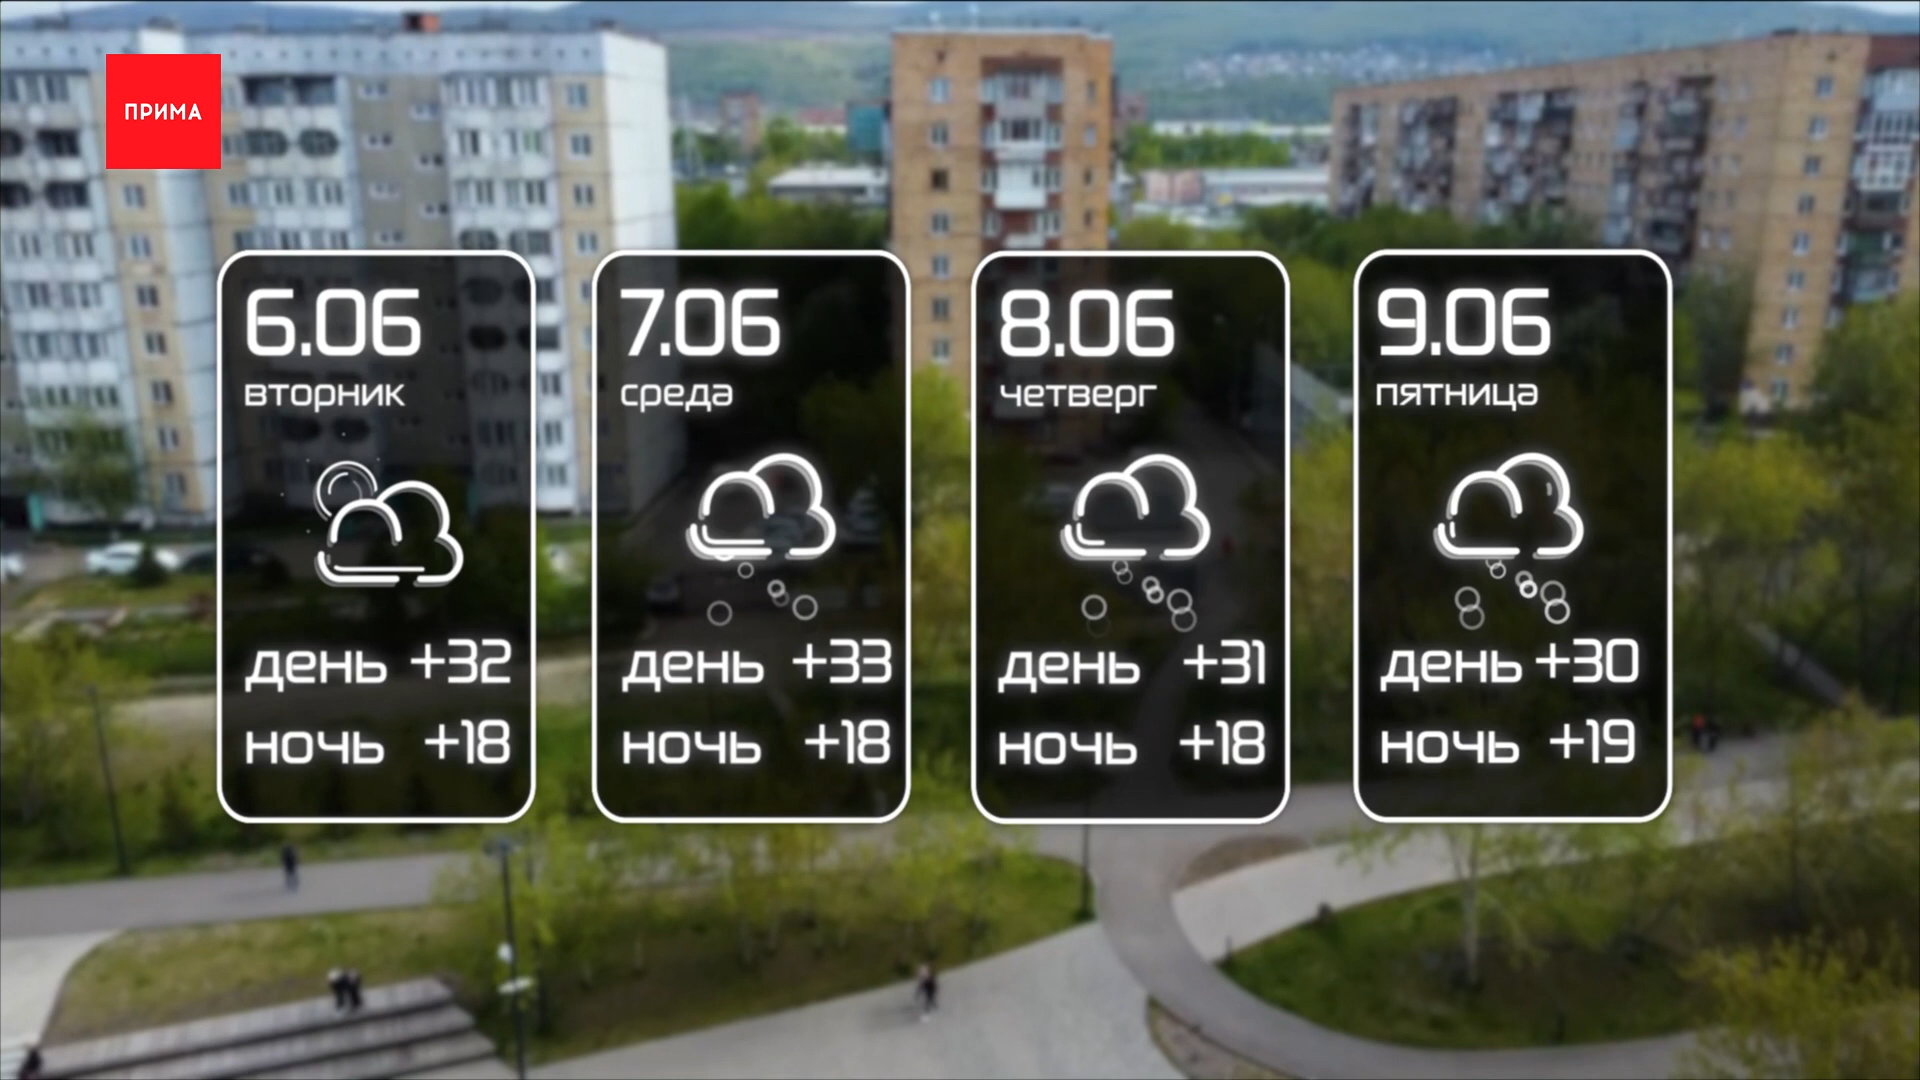 ПРИМА
6.06
вторник
день +32
ночь +18
7.06
среда
день +33
ночь +18
8.06
четверг
день +31
ночь +18
9.06
пятница
день +30
ночь +19